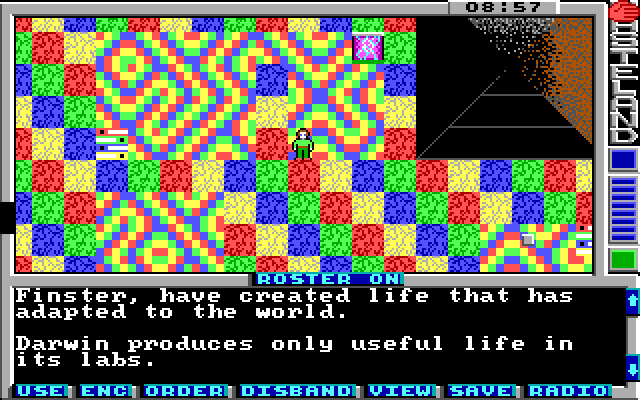 08:57
STELAND
ROSTER ON
Finster, have created life that has
adapted to the world.
Darwin produces only useful life in
its labs.
USE ENC ORDER DISBAND VIEW SAVE RADIO